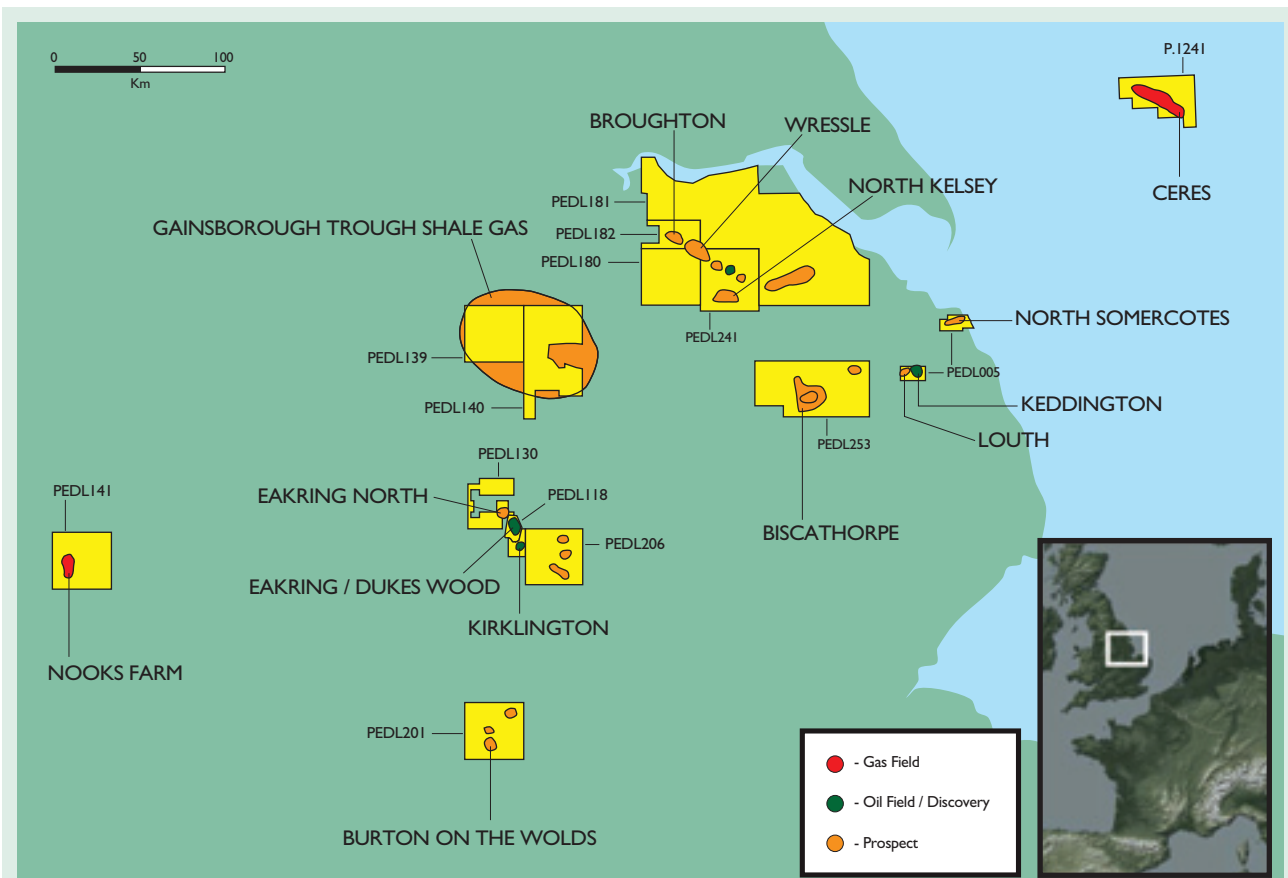 0 50 100
Km
P.1241
BROUGHTON
WRESSLE
NORTH KELSEY
CERES
PEDL181
GAINSBOROUGH TROUGH SHALE GAS
PEDL182
PEDL180
NORTH SOMERCOTES
PEDL241
PEDL139
PEDL005
PEDL140
KEDDINGTON
LOUTH
PEDL253
PEDL130
PEDL141
EAKRING NORTH
PEDL118
BISCATHORPE
PEDL206
EAKRING / DUKES WOOD
KIRKLINGTON
NOOKS FARM
PEDL201
BURTON ON THE WOLDS
- Gas Field
- Oil Field / Discovery
- Prospect